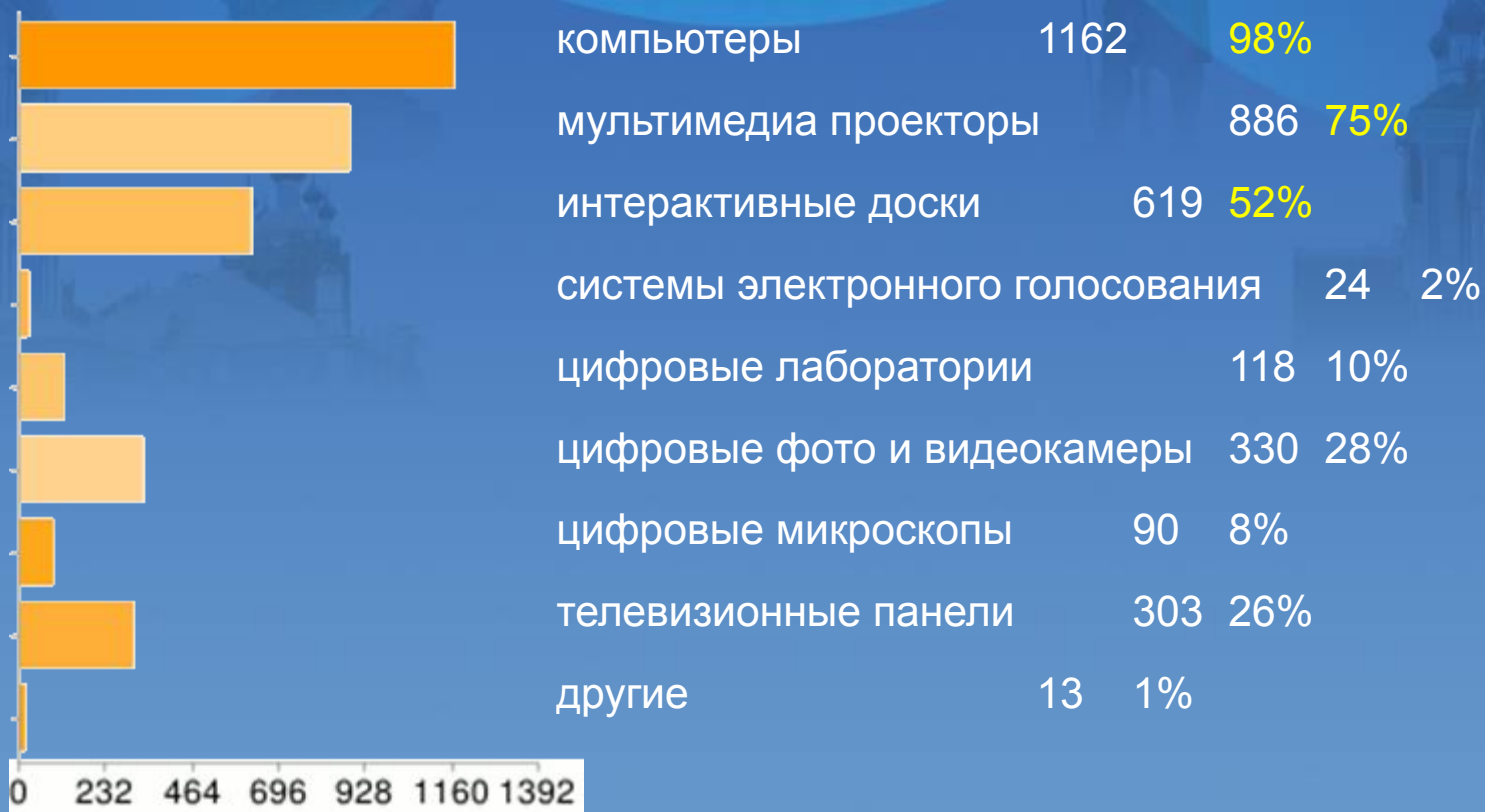 компьютеры 1162 98%
мультимедиа проекторы 886 75%
интерактивные доски 619 52%
системы электронного голосования 24 2%
цифровые лаборатории 118 10%
цифровые фото и видеокамеры 330 28%
цифровые микроскопы 90 8%
телевизионные панели 303 26%
другие 13 1%
0 232 464 696 928 1160 1392